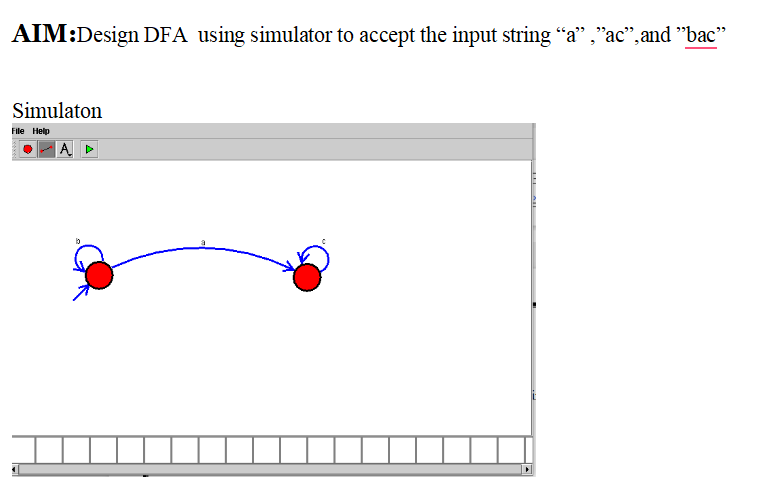 AIM:Design DFA  using simulator to accept the input string “a” ,”ac”,and ”bac”
Simulaton
File Help
A
b a c